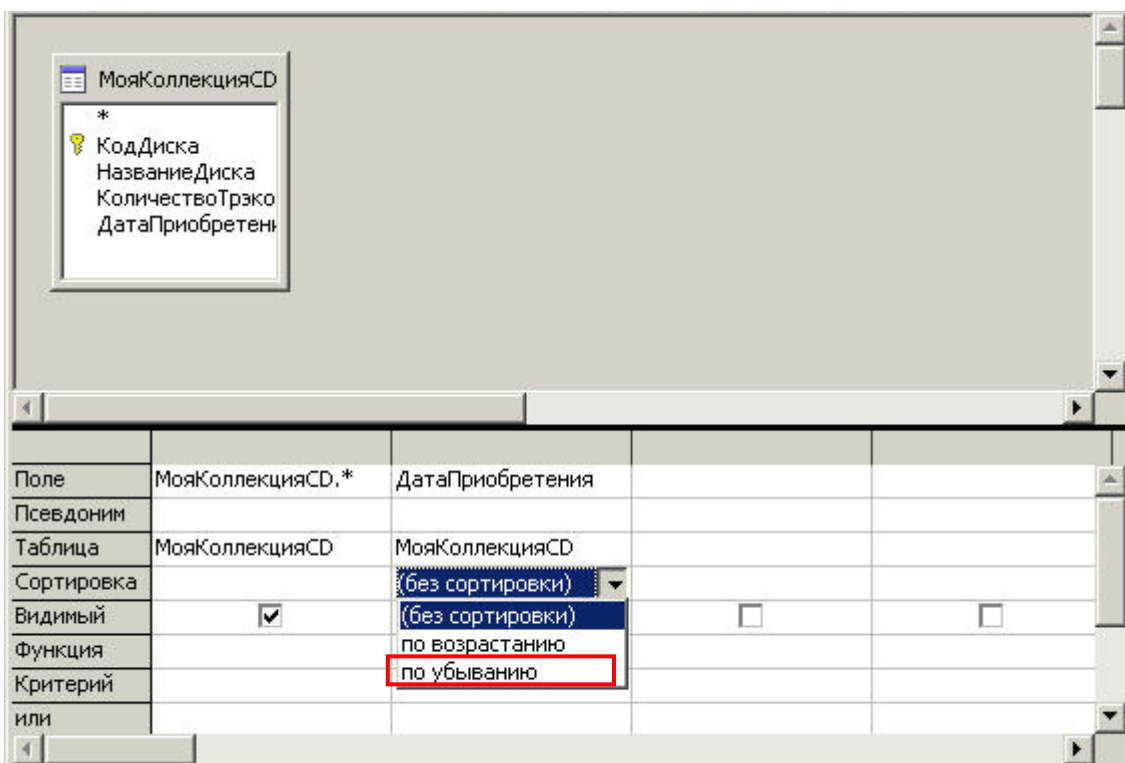 МояКоллекцияCD
*
КодДиска
НазваниеДиска
КоличествоТрэко
ДатаПриобретен
Поле МояКоллекцияCD.* ДатаПриобретения
Псевдоним
Таблица МояКоллекцияCD МояКоллекцияCD
Сортировка (без сортировки)
Видимый (без сортировки)
Функция по возрастанию
Критерий по убыванию
или